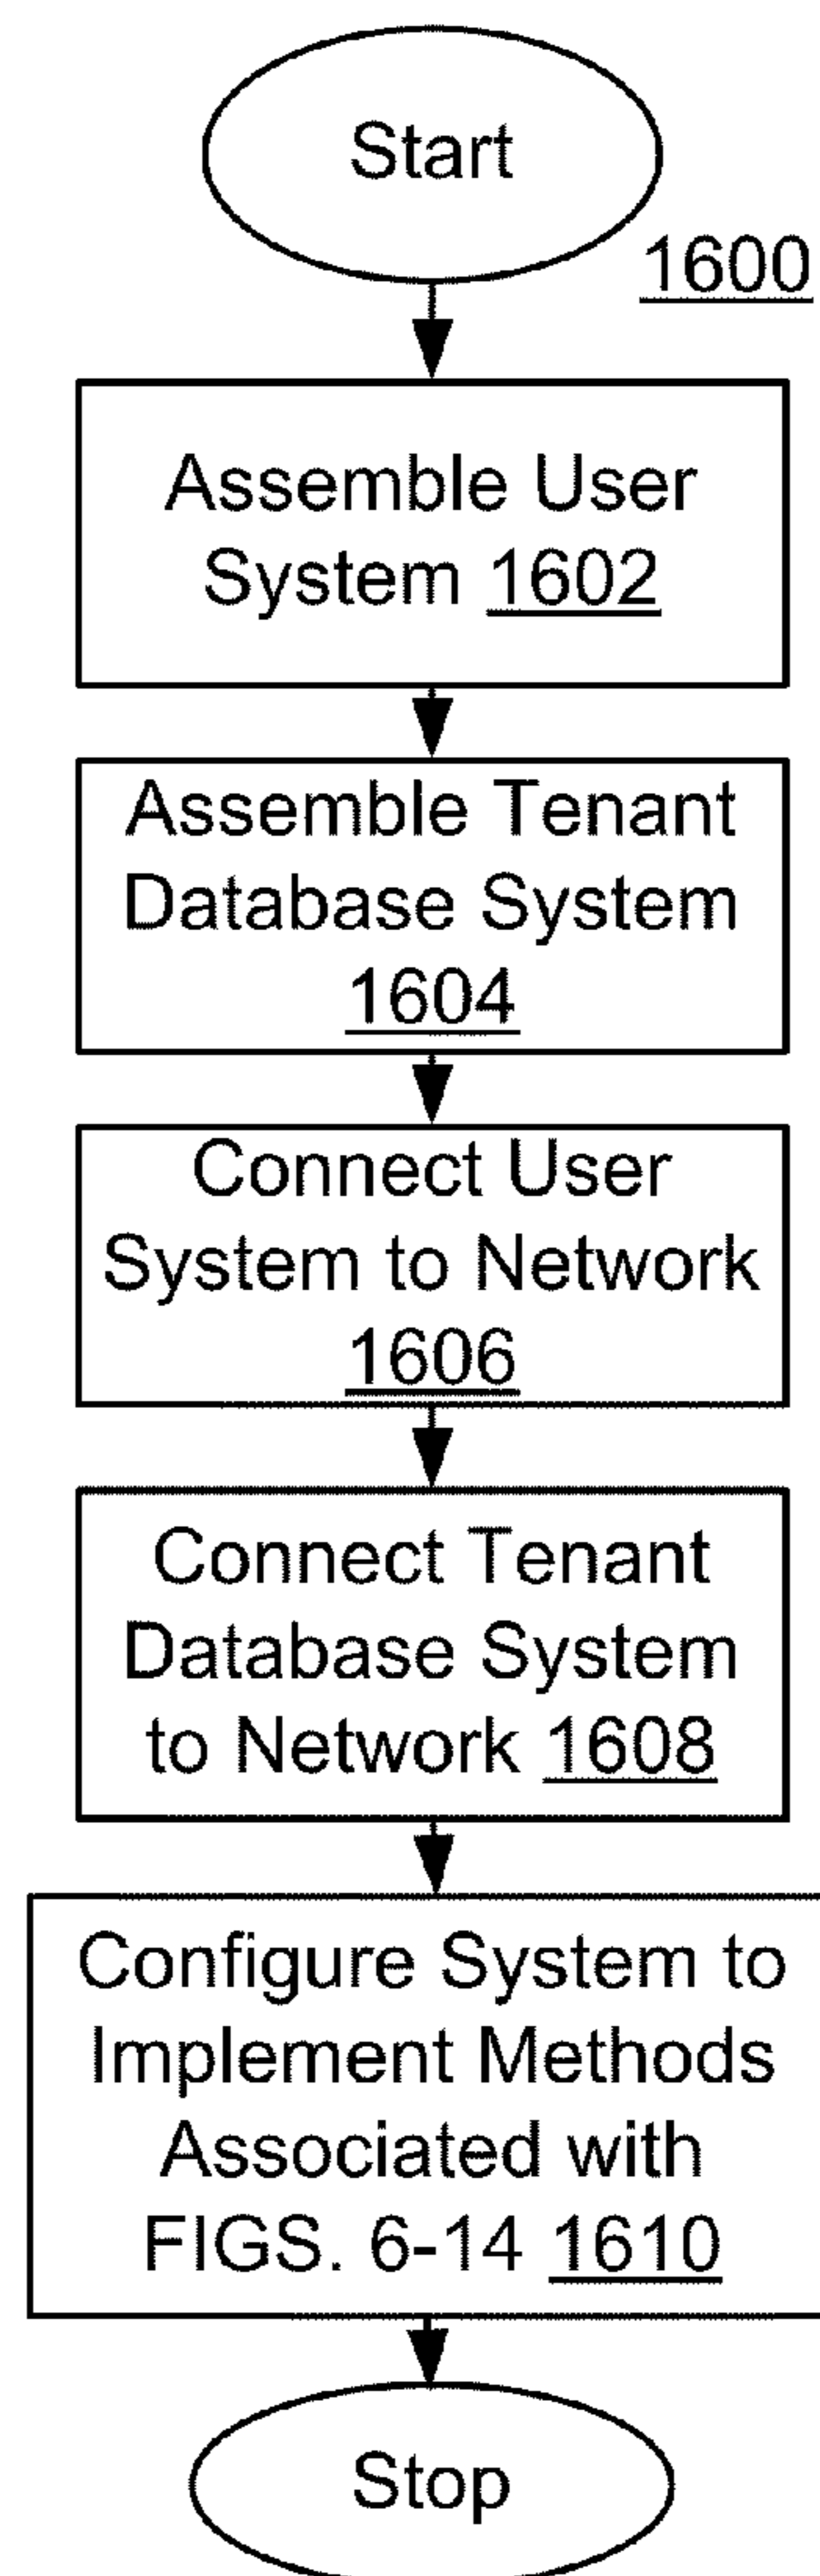 Start
1600
Assemble User
System 1602
Assemble Tenant
Database System
1604
Connect User
System to Network
1606
Connect Tenant
Database System
to Network 1608
Configure System to
Implement Methods
Associated with
FIGS. 6-14 1610
Stop